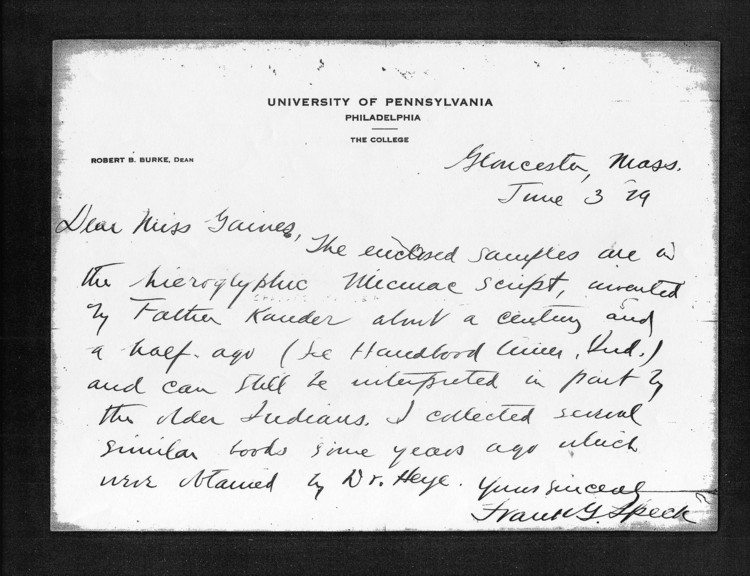 UNIVERSITY OF PENNSYLVANIA
PHILADELPHIA
THE COLLEGE
ROBERT B. BURKE, DEAN
Gloucester, Mass.
June 3 '29
Dear Miss Gaines,
The enclosed samples are in
the hieroglyphic Micmac script, invented
by Father Kauder about a century and
a half ago (See Handbook Amer. Ind.)
and can still be interpreted in part by
the older Indians. I collected several
similar books some years ago which
were obtained by Dr. Heye. Yours sincerely
Frank G. Speck